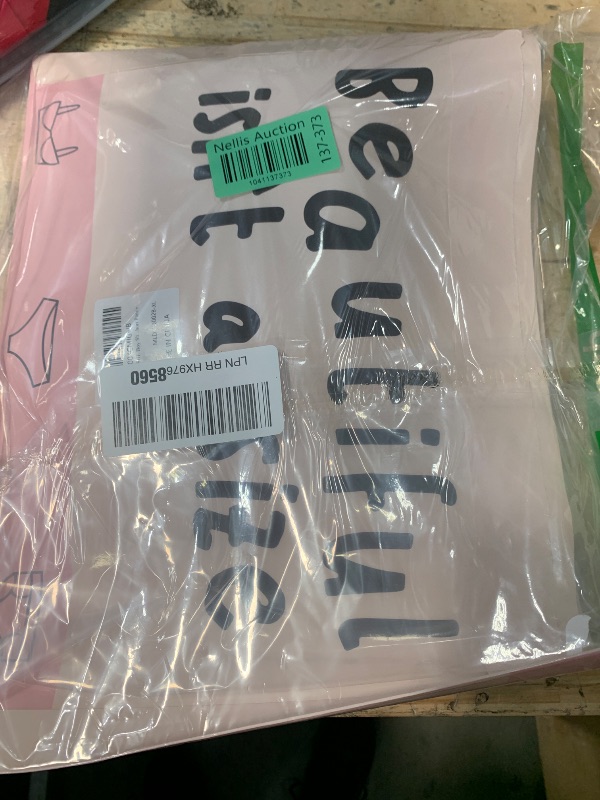 Beautiful
isn't a size
Nellis Auction
137-373
1041137373
LPN RR HX9768560